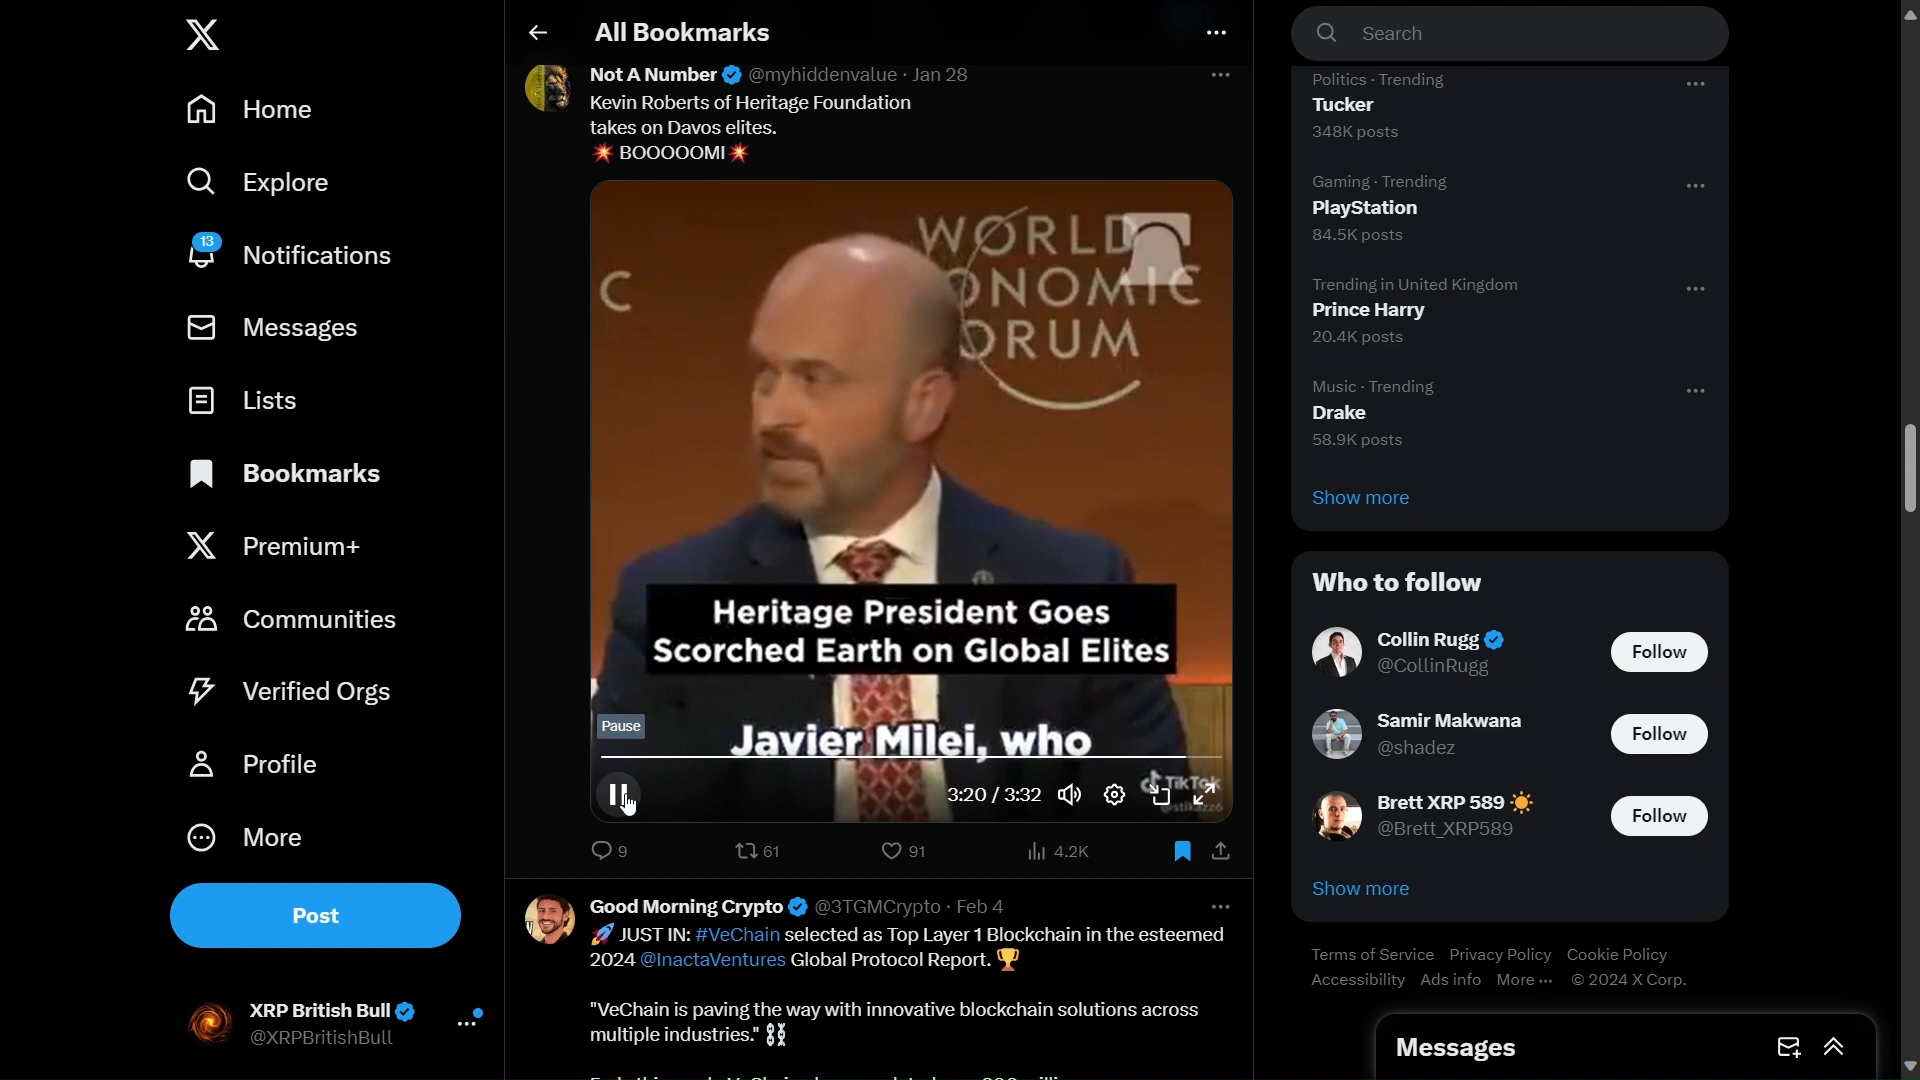 Home
Explore
13
Notifications
Messages
Lists
Bookmarks
Premium+
Communities
Verified Orgs
Profile
More
Post
XRP British Bull
@XRPBritishBull
All Bookmarks
Not A Number @myhiddenvalue · Jan 28
Kevin Roberts of Heritage Foundation
takes on Davos elites.
💥 BOOOOOMI💥
WORLD
C
ONOMIC
ORUM
Heritage President Goes
Scorched Earth on Global Elites
Pause
Javier Milei, who
3:20 / 3:32
TikTok
9
61
91
4.2K
Good Morning Crypto @3TGMCrypto · Feb 4
🚀 JUST IN: #VeChain selected as Top Layer 1 Blockchain in the esteemed
2024 @InactaVentures Global Protocol Report. 🏆
"VeChain is paving the way with innovative blockchain solutions across
multiple industries." ⛓️
Search
Politics · Trending
Tucker
348K posts
Gaming · Trending
PlayStation
84.5K posts
Trending in United Kingdom
Prince Harry
20.4K posts
Music · Trending
Drake
58.9K posts
Show more
Who to follow
Collin Rugg
@CollinRugg
Follow
Samir Makwana
@shadez
Follow
Brett XRP 589 ☀️
@Brett_XRP589
Follow
Show more
Terms of Service Privacy Policy Cookie Policy
Accessibility Ads info More ··· © 2024 X Corp.
Messages